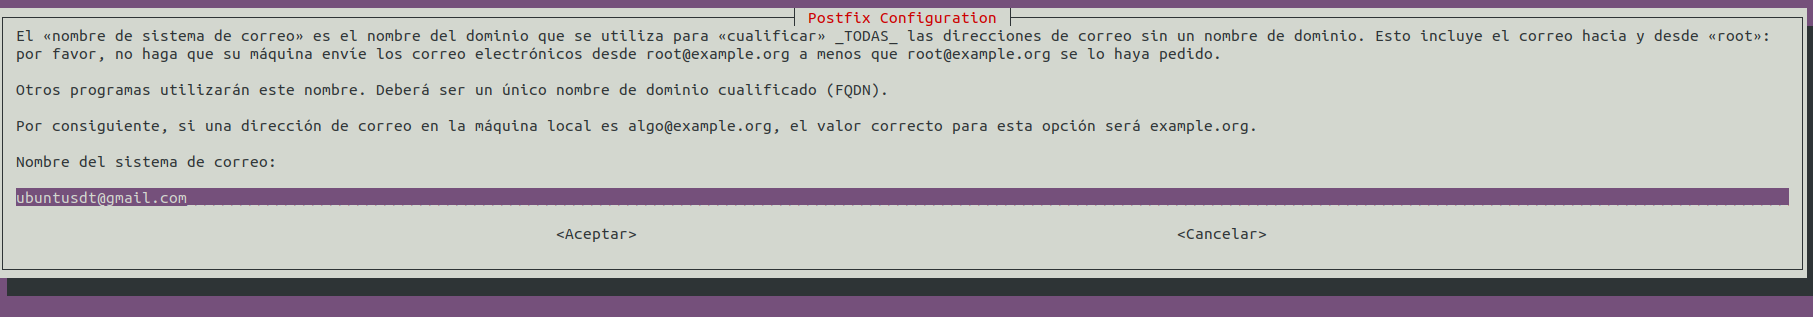 Postfix Configuration
El «nombre de sistema de correo» es el nombre del dominio que se utiliza para «cualificar» _TODAS_ las direcciones de correo sin un nombre de dominio. Esto incluye el correo hacia y desde «root»:
por favor, no haga que su máquina envíe los correo electrónicos desde root@example.org a menos que root@example.org se lo haya pedido.
Otros programas utilizarán este nombre. Deberá ser un único nombre de dominio cualificado (FQDN).
Por consiguiente, si una dirección de correo en la máquina local es algo@example.org, el valor correcto para esta opción será example.org.
Nombre del sistema de correo:
ubuntusdt@gmail.com
<Aceptar> <Cancelar>